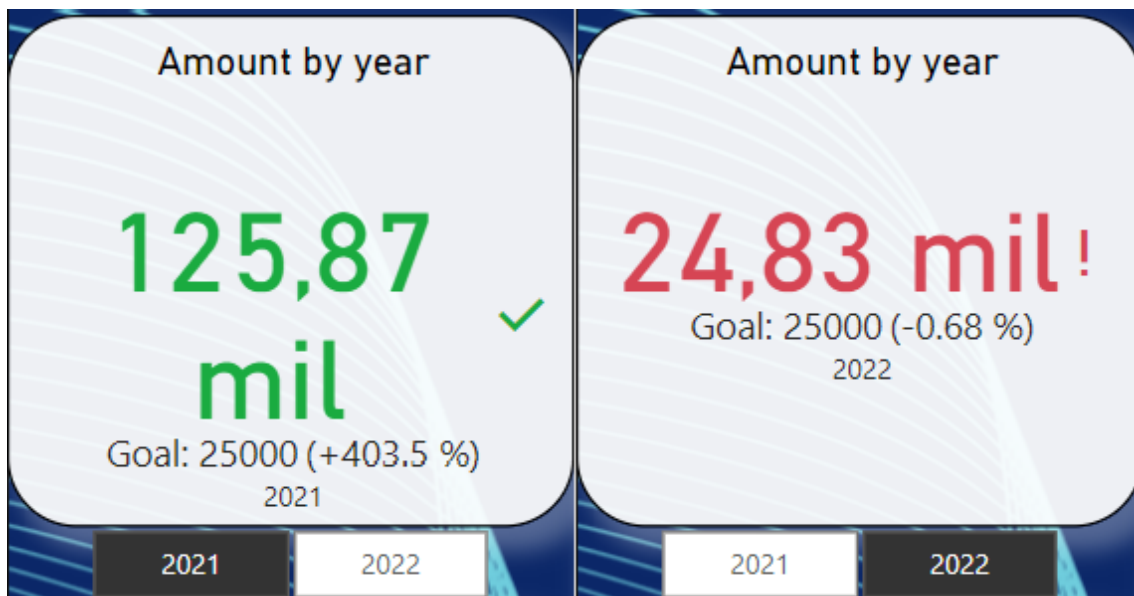 Amount by year
125,87
mil
Goal: 25000 (+403.5 %)
2021
2021
2022
Amount by year
24,83 mil !
Goal: 25000 (-0.68 %)
2022
2021
2022